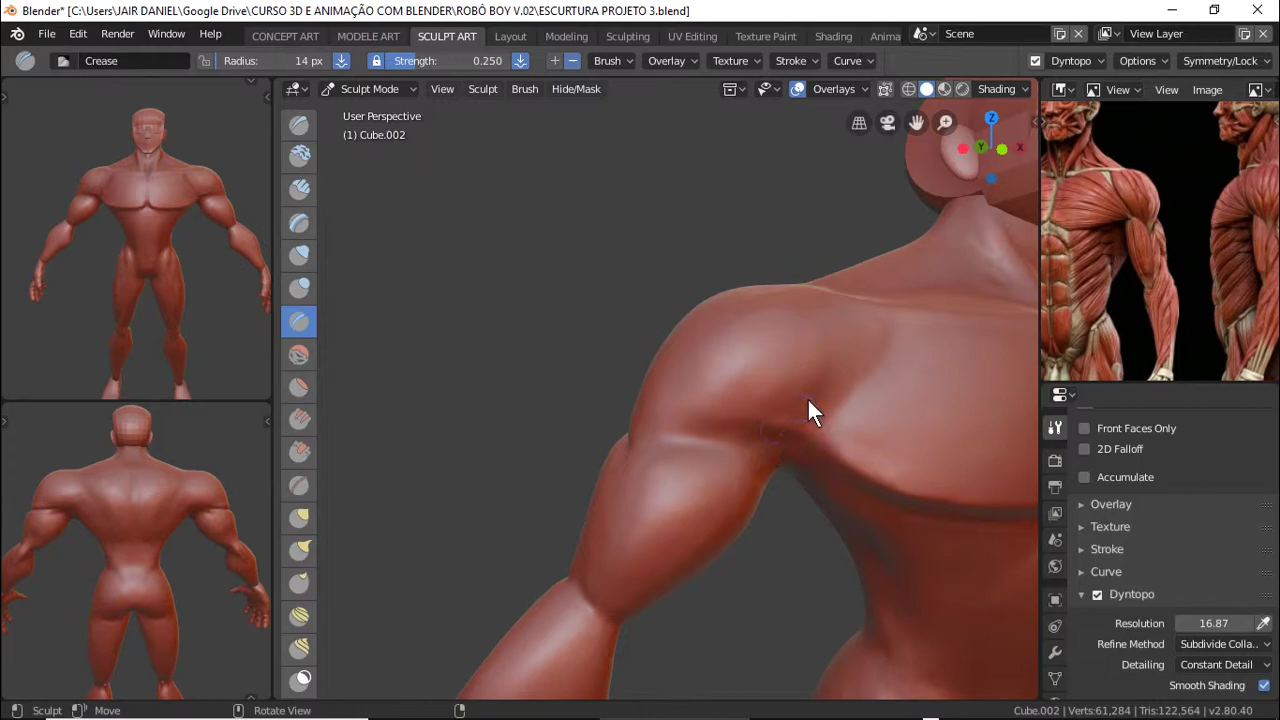 Blender* [C:\Users\JAIR DANIEL\Google Drive\CURSO 3D E ANIMAÇÃO COM BLENDER\ROBÔ BOY V.02\ESCURTURA PROJETO 3.blend]
File Edit Render Window Help CONCEPT ART MODELE ART SCULPT ART Layout Modeling Sculpting UV Editing Texture Paint Shading Anima Scene View Layer
Crease Radius: 14 px Strength: 0.250 Brush Overlay Texture Stroke Curve Dyntopo Options Symmetry/Lock
Sculpt Mode View Sculpt Brush Hide/Mask Overlays Shading View View Image
User Perspective
(1) Cube.002
Z
Y
X
Front Faces Only
2D Falloff
Accumulate
Overlay
Texture
Stroke
Curve
Dyntopo
Resolution 16.87
Refine Method Subdivide Colla..
Detailing Constant Detail
Smooth Shading
Sculpt Move Rotate View Cube.002 | Verts:61,284 | Tris:122,564 | v2.80.40